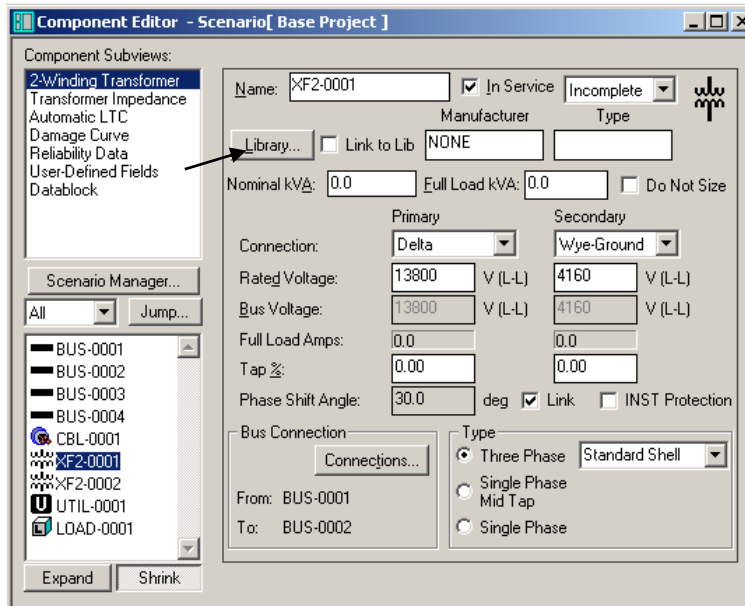 Component Editor - Scenario[ Base Project ]
Component Subviews:
2-Winding Transformer
Transformer Impedance
Automatic LTC
Damage Curve
Reliability Data
User-Defined Fields
Datablock
Scenario Manager...
All Jump...
BUS-0001
BUS-0002
BUS-0003
BUS-0004
CBL-0001
XF2-0001
XF2-0002
UTIL-0001
LOAD-0001
Expand Shrink
Name: XF2-0001 In Service Incomplete
Manufacturer Type
Library... Link to Lib NONE
Nominal kVA: 0.0 Full Load kVA: 0.0 Do Not Size
Primary Secondary
Connection: Delta Wye-Ground
Rated Voltage: 13800 V (L-L) 4160 V (L-L)
Bus Voltage: 13800 V (L-L) 4160 V (L-L)
Full Load Amps: 0.0 0.0
Tap %: 0.00 0.00
Phase Shift Angle: 30.0 deg Link INST Protection
Bus Connection
Connections...
From: BUS-0001
To: BUS-0002
Type
Three Phase Standard Shell
Single Phase
Mid Tap
Single Phase